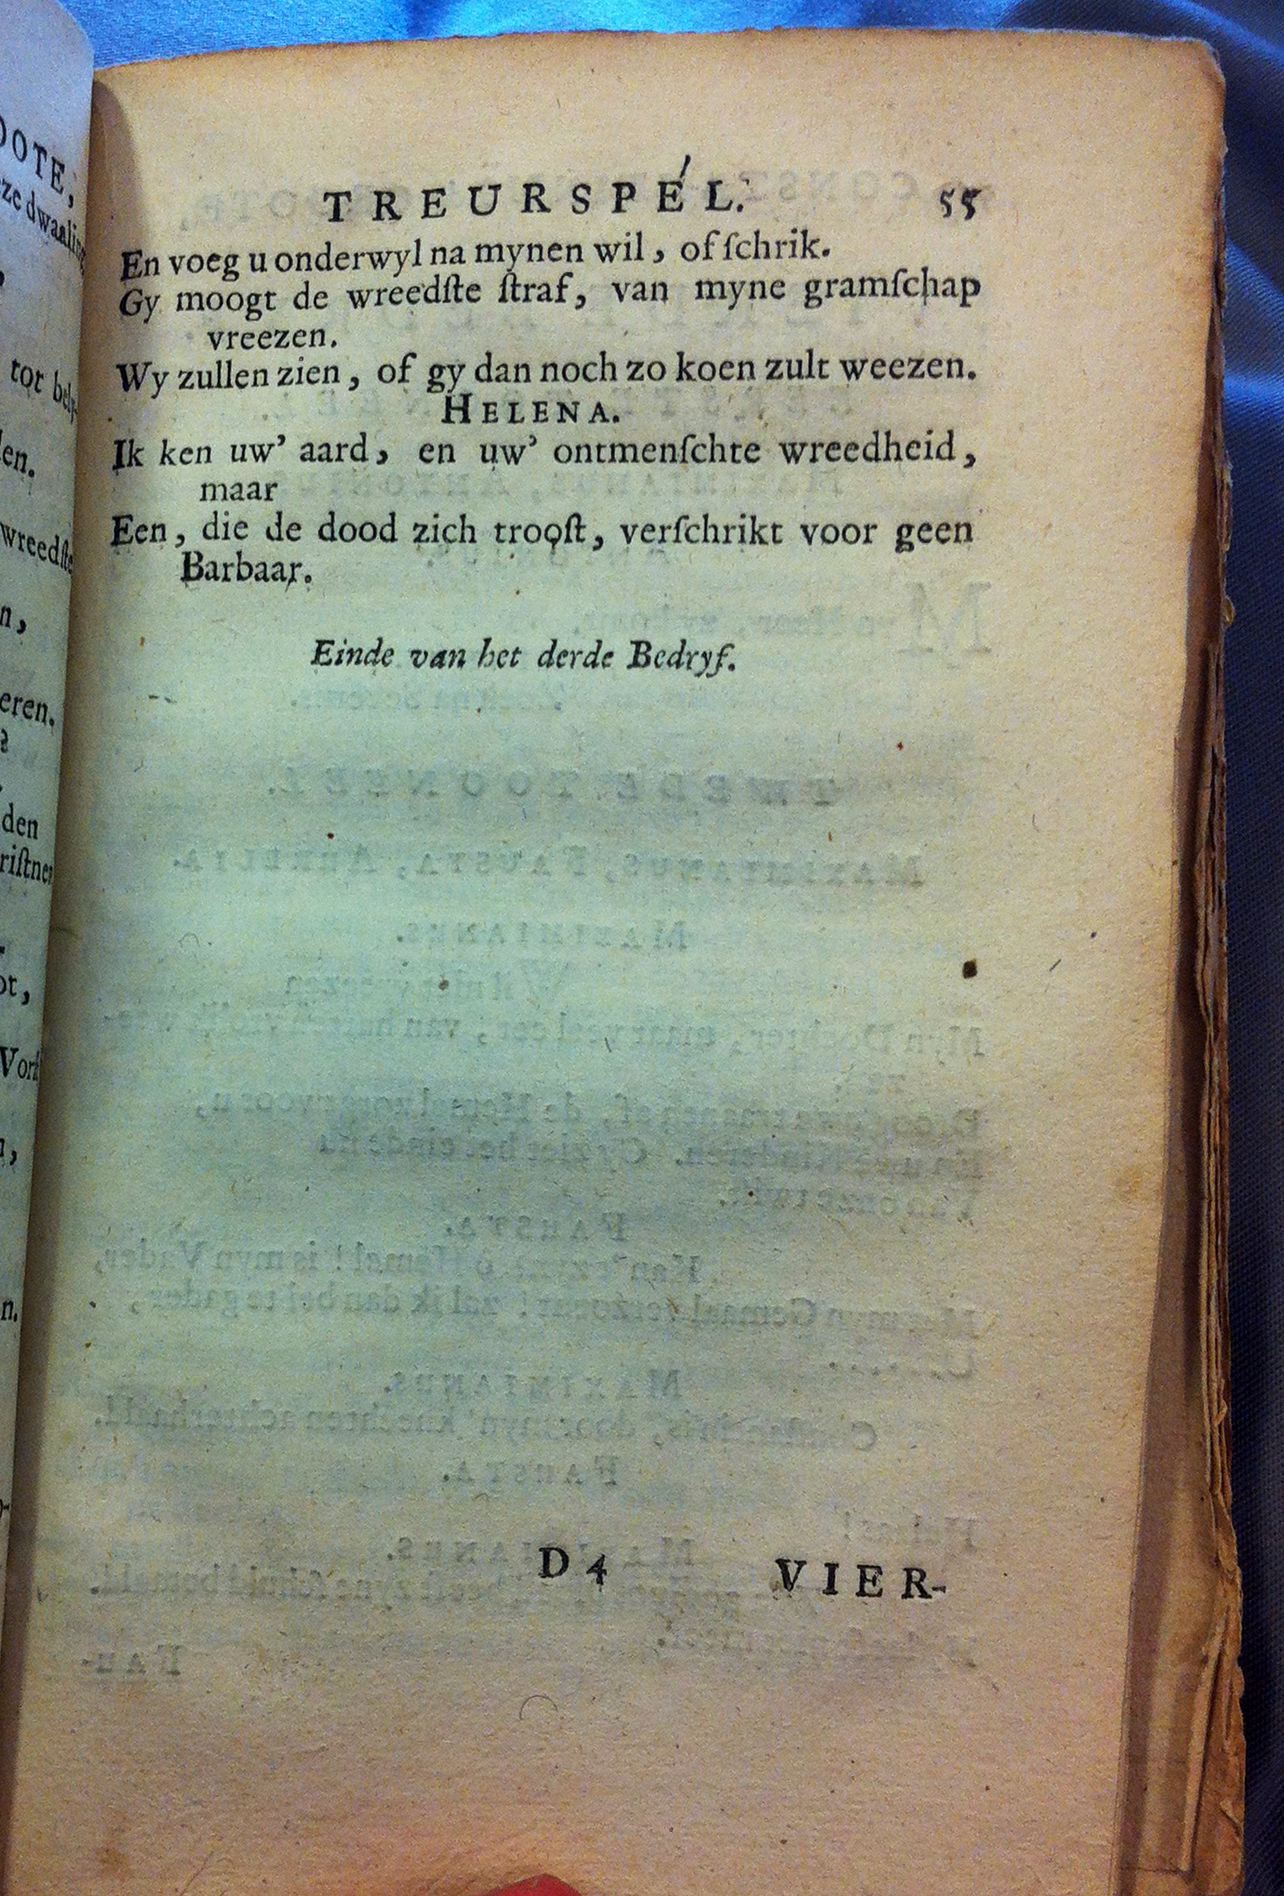 TREURSPEL. 55
En voeg u onderwyl na mynen wil, of ſchrik.
Gy moogt de wreedſte ſtraf, van myne gramſchap
vreezen.
Wy zullen zien, of gy dan noch zo koen zult weezen.
HELENA.
Ik ken uw' aard, en uw' ontmenſchte wreedheid,
maar
Een, die de dood zich trooſt, verſchrikt voor geen
Barbaar.
Einde van het derde Bedryf.
D 4 VIER-